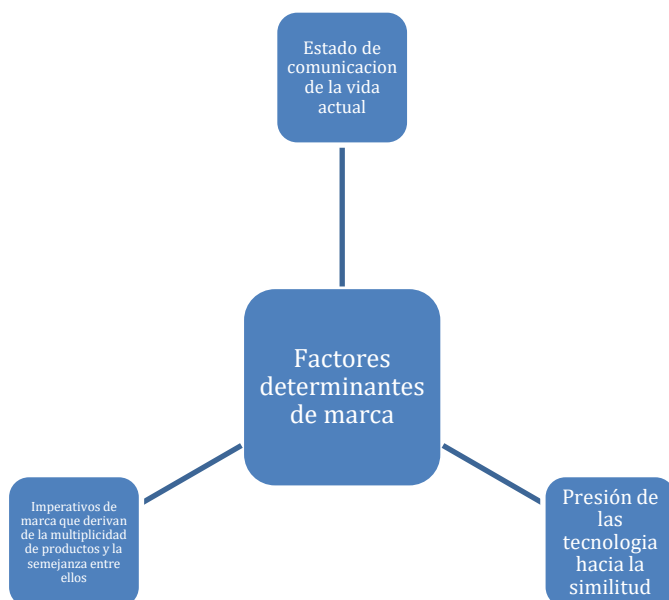 Estado de
comunicacion
de la vida
actual
Factores
determinantes
de marca
Imperativos de
marca que derivan
de la multiplicidad
de productos y la
semejanza entre
ellos
Presión de
las
tecnologia
hacia la
similitud